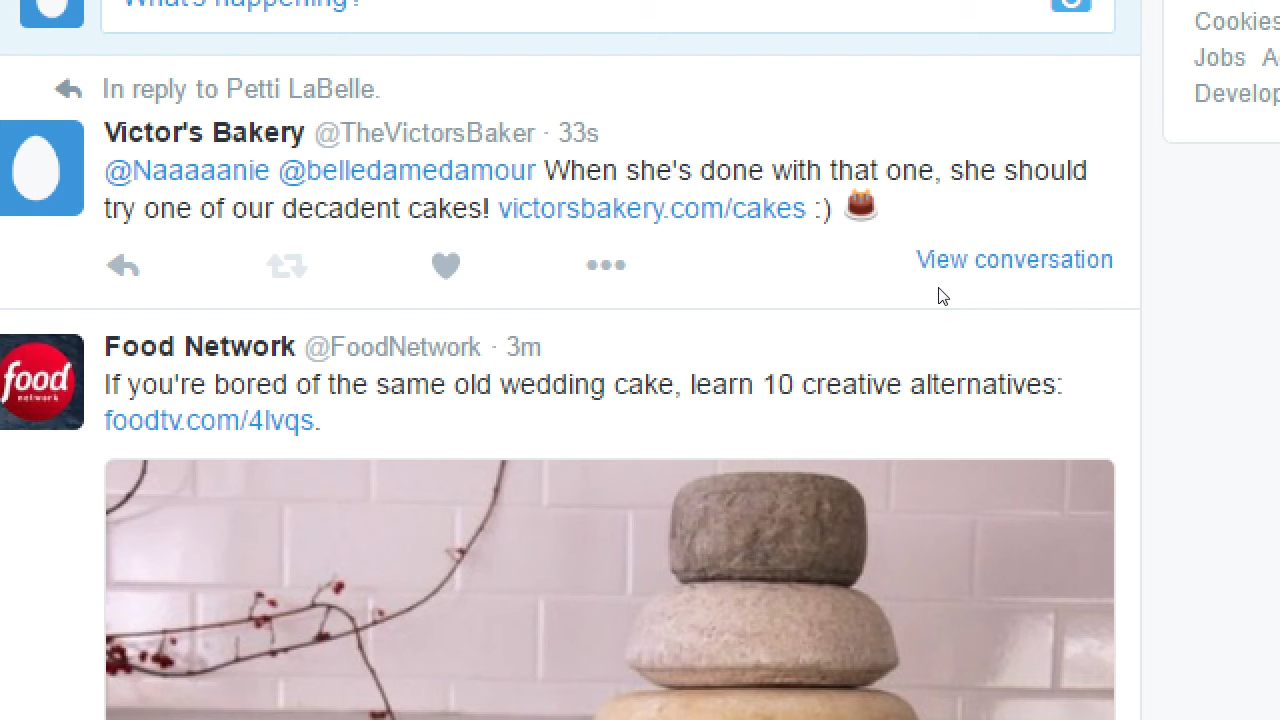 What's happening?
In reply to Petti LaBelle.
Victor's Bakery @TheVictorsBaker · 33s
@Naaaaanie @belledamedamour When she's done with that one, she should
try one of our decadent cakes! victorsbakery.com/cakes :)
View conversation
Food Network @FoodNetwork · 3m
If you're bored of the same old wedding cake, learn 10 creative alternatives:
foodtv.com/4lvqs.
food
network
Cookies
Jobs
Develop